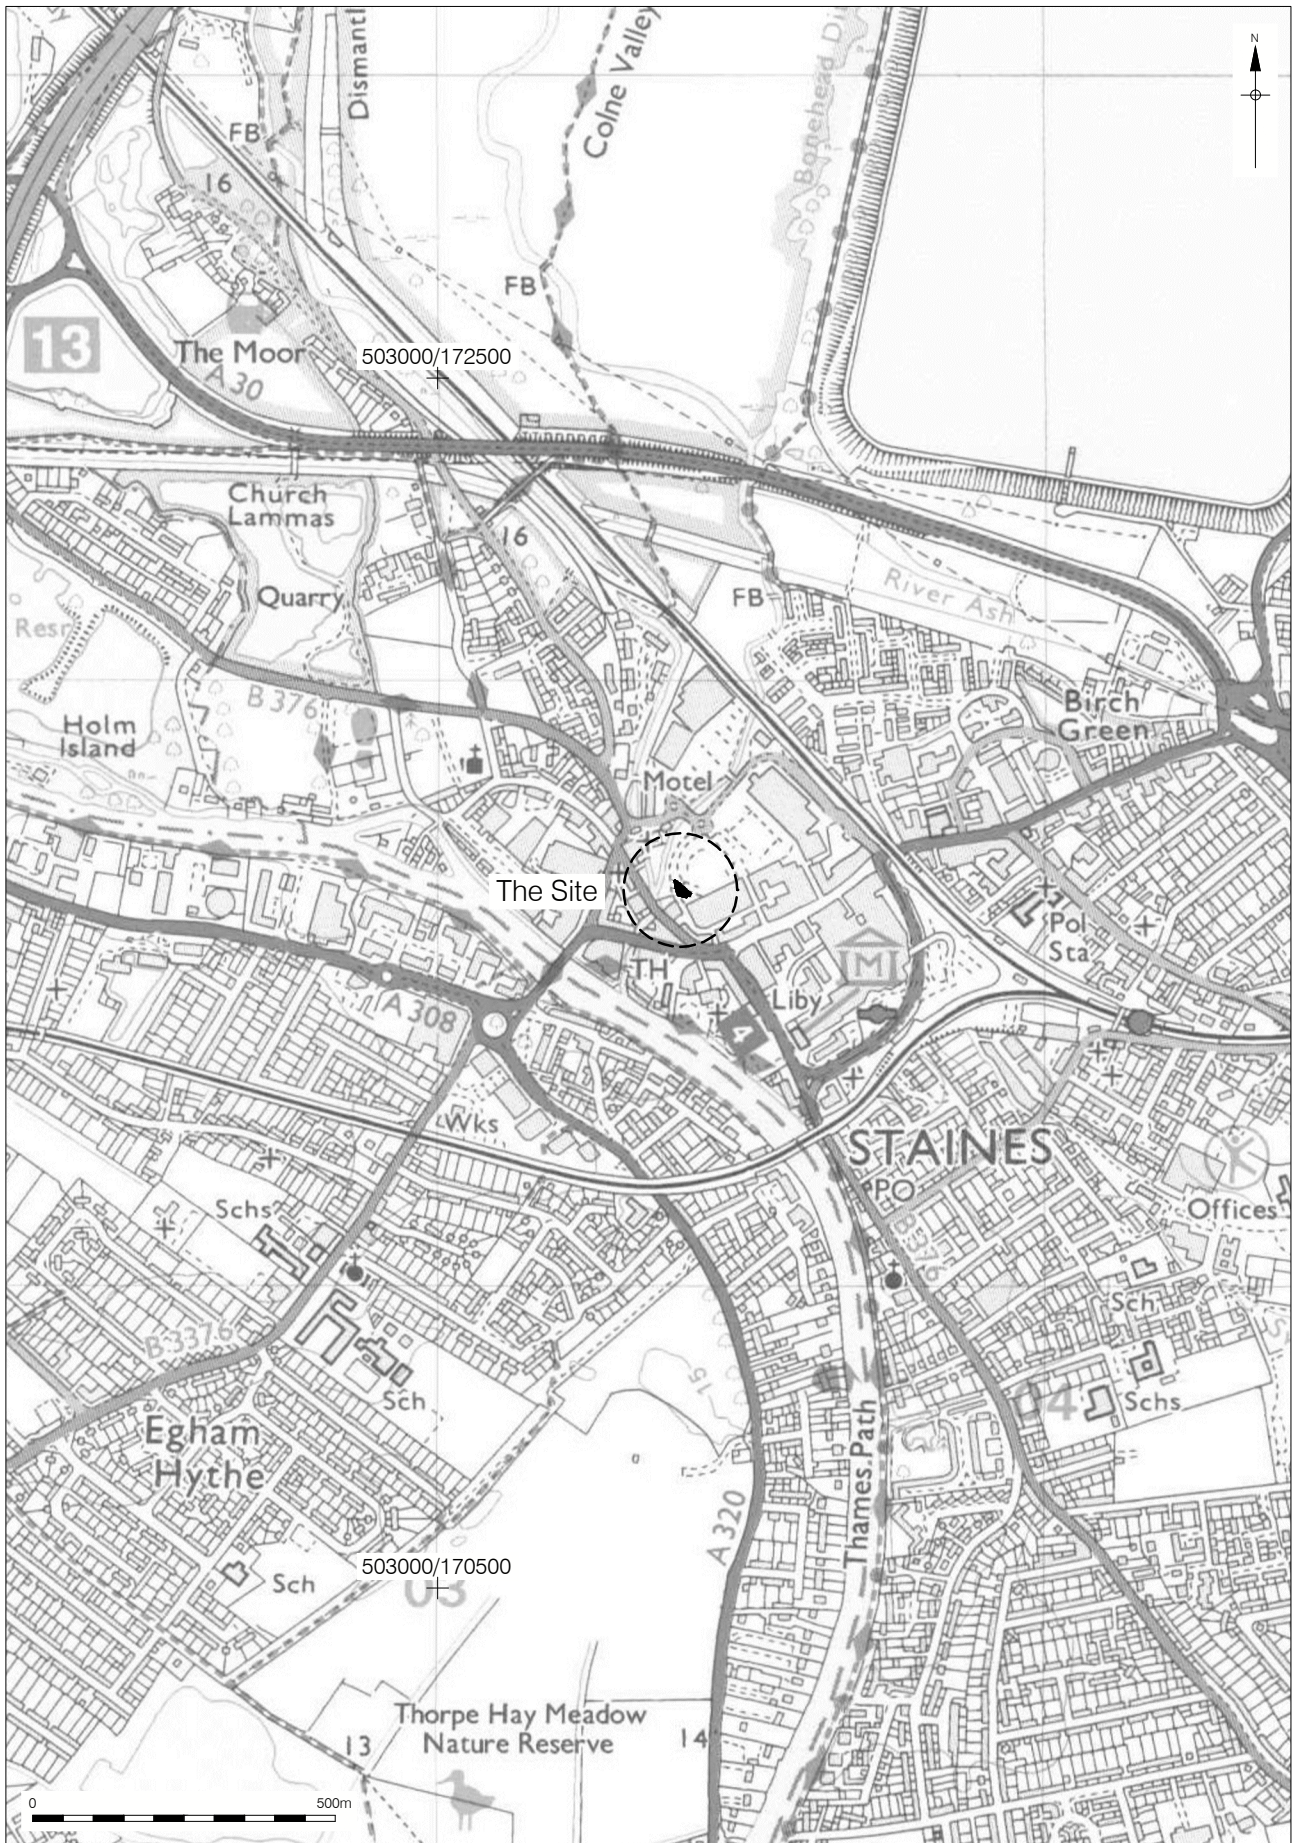 N
Dismantl
Colne Valley
Bonehead Di
FB
16
FB
13
The Moor
503000/172500
A 30
Church
Lammas
16
Quarry
FB
River Ash
Resr
B 376
Birch
Green
Holm
Island
Motel
The Site
Pol
Sta
M
TH
Liby
A 308
4
Wks
STAINES
PO
Schs
Offices
B 376
Sch
B 3376
15
Sch
04
Schs
Egham
Hythe
Thames Path
A 320
503000/170500
Sch
03
Thorpe Hay Meadow
Nature Reserve
14
13
0
500m